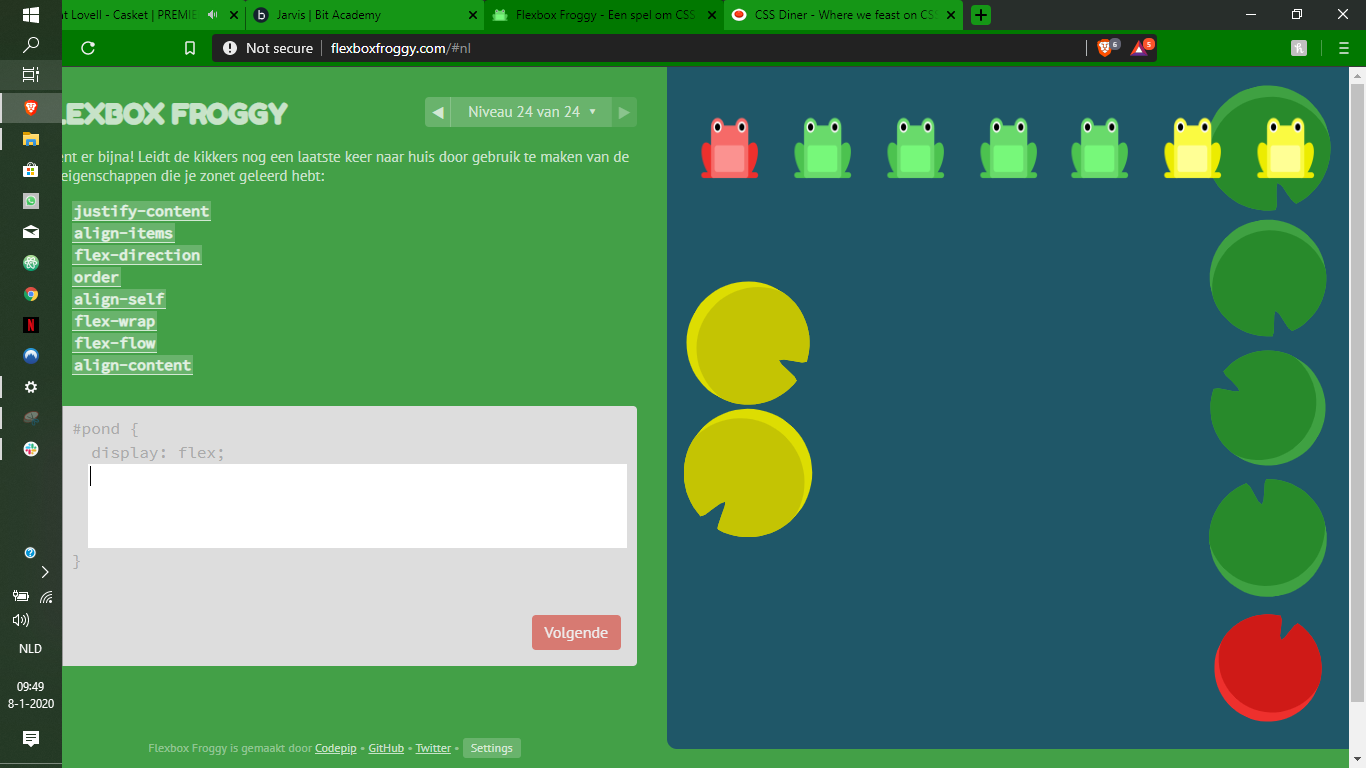 t Lovell - Casket | PREMIE
Jarvis | Bit Academy
Flexbox Froggy - Een spel om CSS
CSS Diner - Where we feast on CSS
Not secure
flexboxfroggy.com/#nl
6
5
LEXBOX FROGGY
Niveau 24 van 24
ent er bijna! Leidt de kikkers nog een laatste keer naar huis door gebruik te maken van de
eigenschappen die je zonet geleerd hebt:
justify-content
align-items
flex-direction
order
align-self
flex-wrap
flex-flow
align-content
#pond {
display: flex;
}
Volgende
Flexbox Froggy is gemaakt door Codepip • GitHub • Twitter • Settings
NLD
09:49
8-1-2020